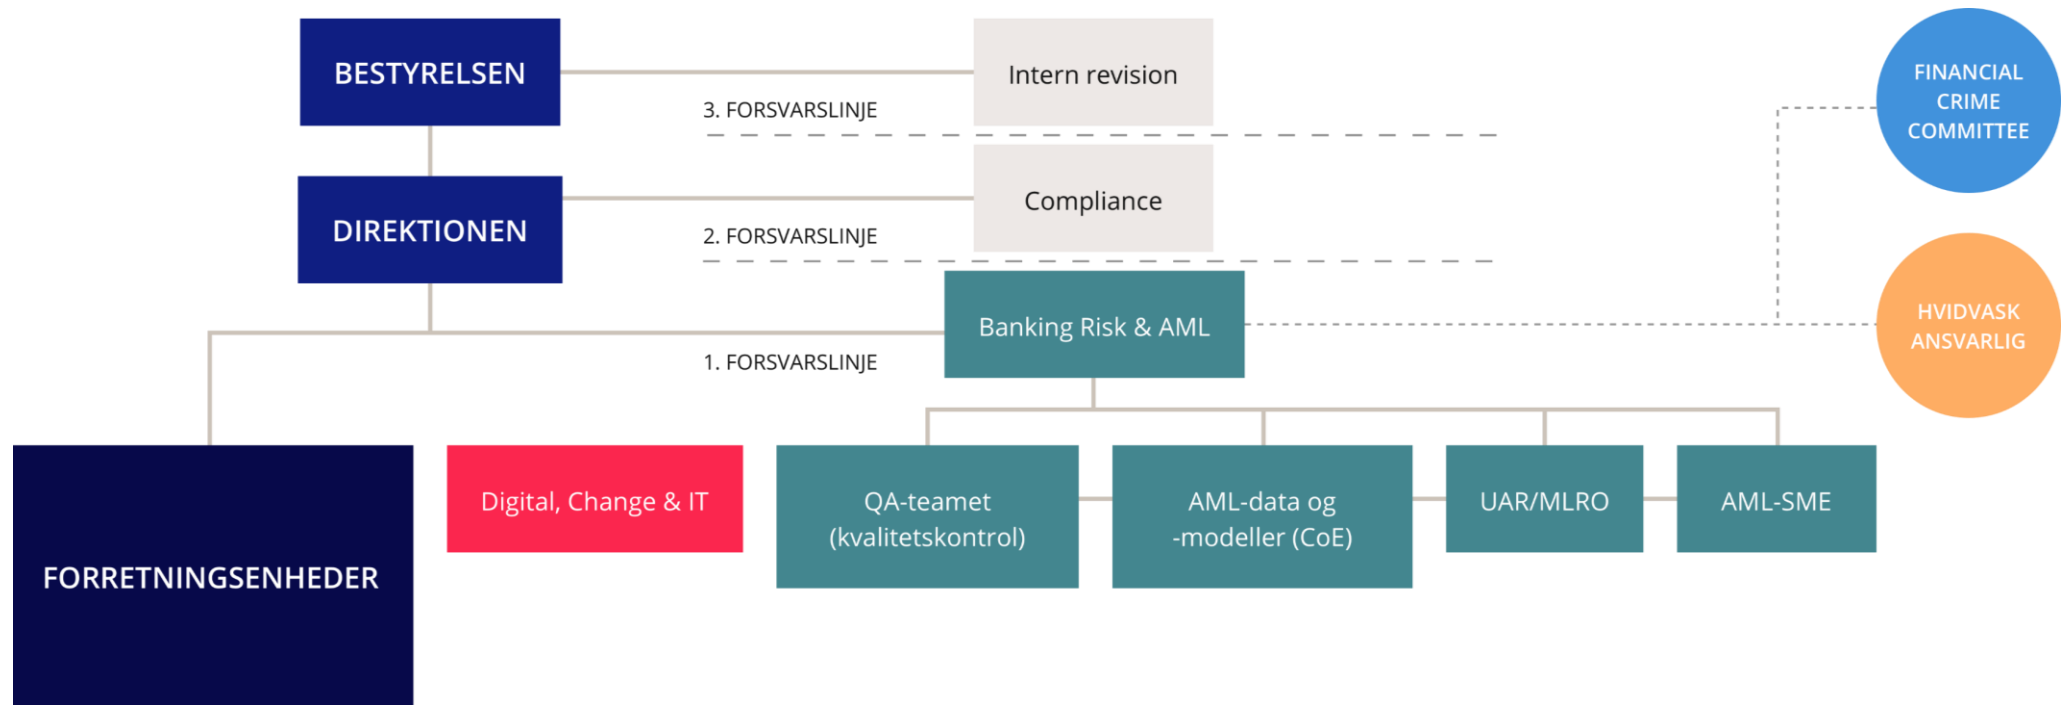 BESTYRELSEN
Intern revision
FINANCIAL
CRIME
COMMITTEE
3. FORSVARSLINJE
DIREKTIONEN
Compliance
2. FORSVARSLINJE
Banking Risk & AML
HVIDVASK
ANSVARLIG
1. FORSVARSLINJE
FORRETNINGSENHEDER
Digital, Change & IT
QA-teamet
(kvalitetskontrol)
AML-data og
-modeller (CoE)
UAR/MLRO
AML-SME